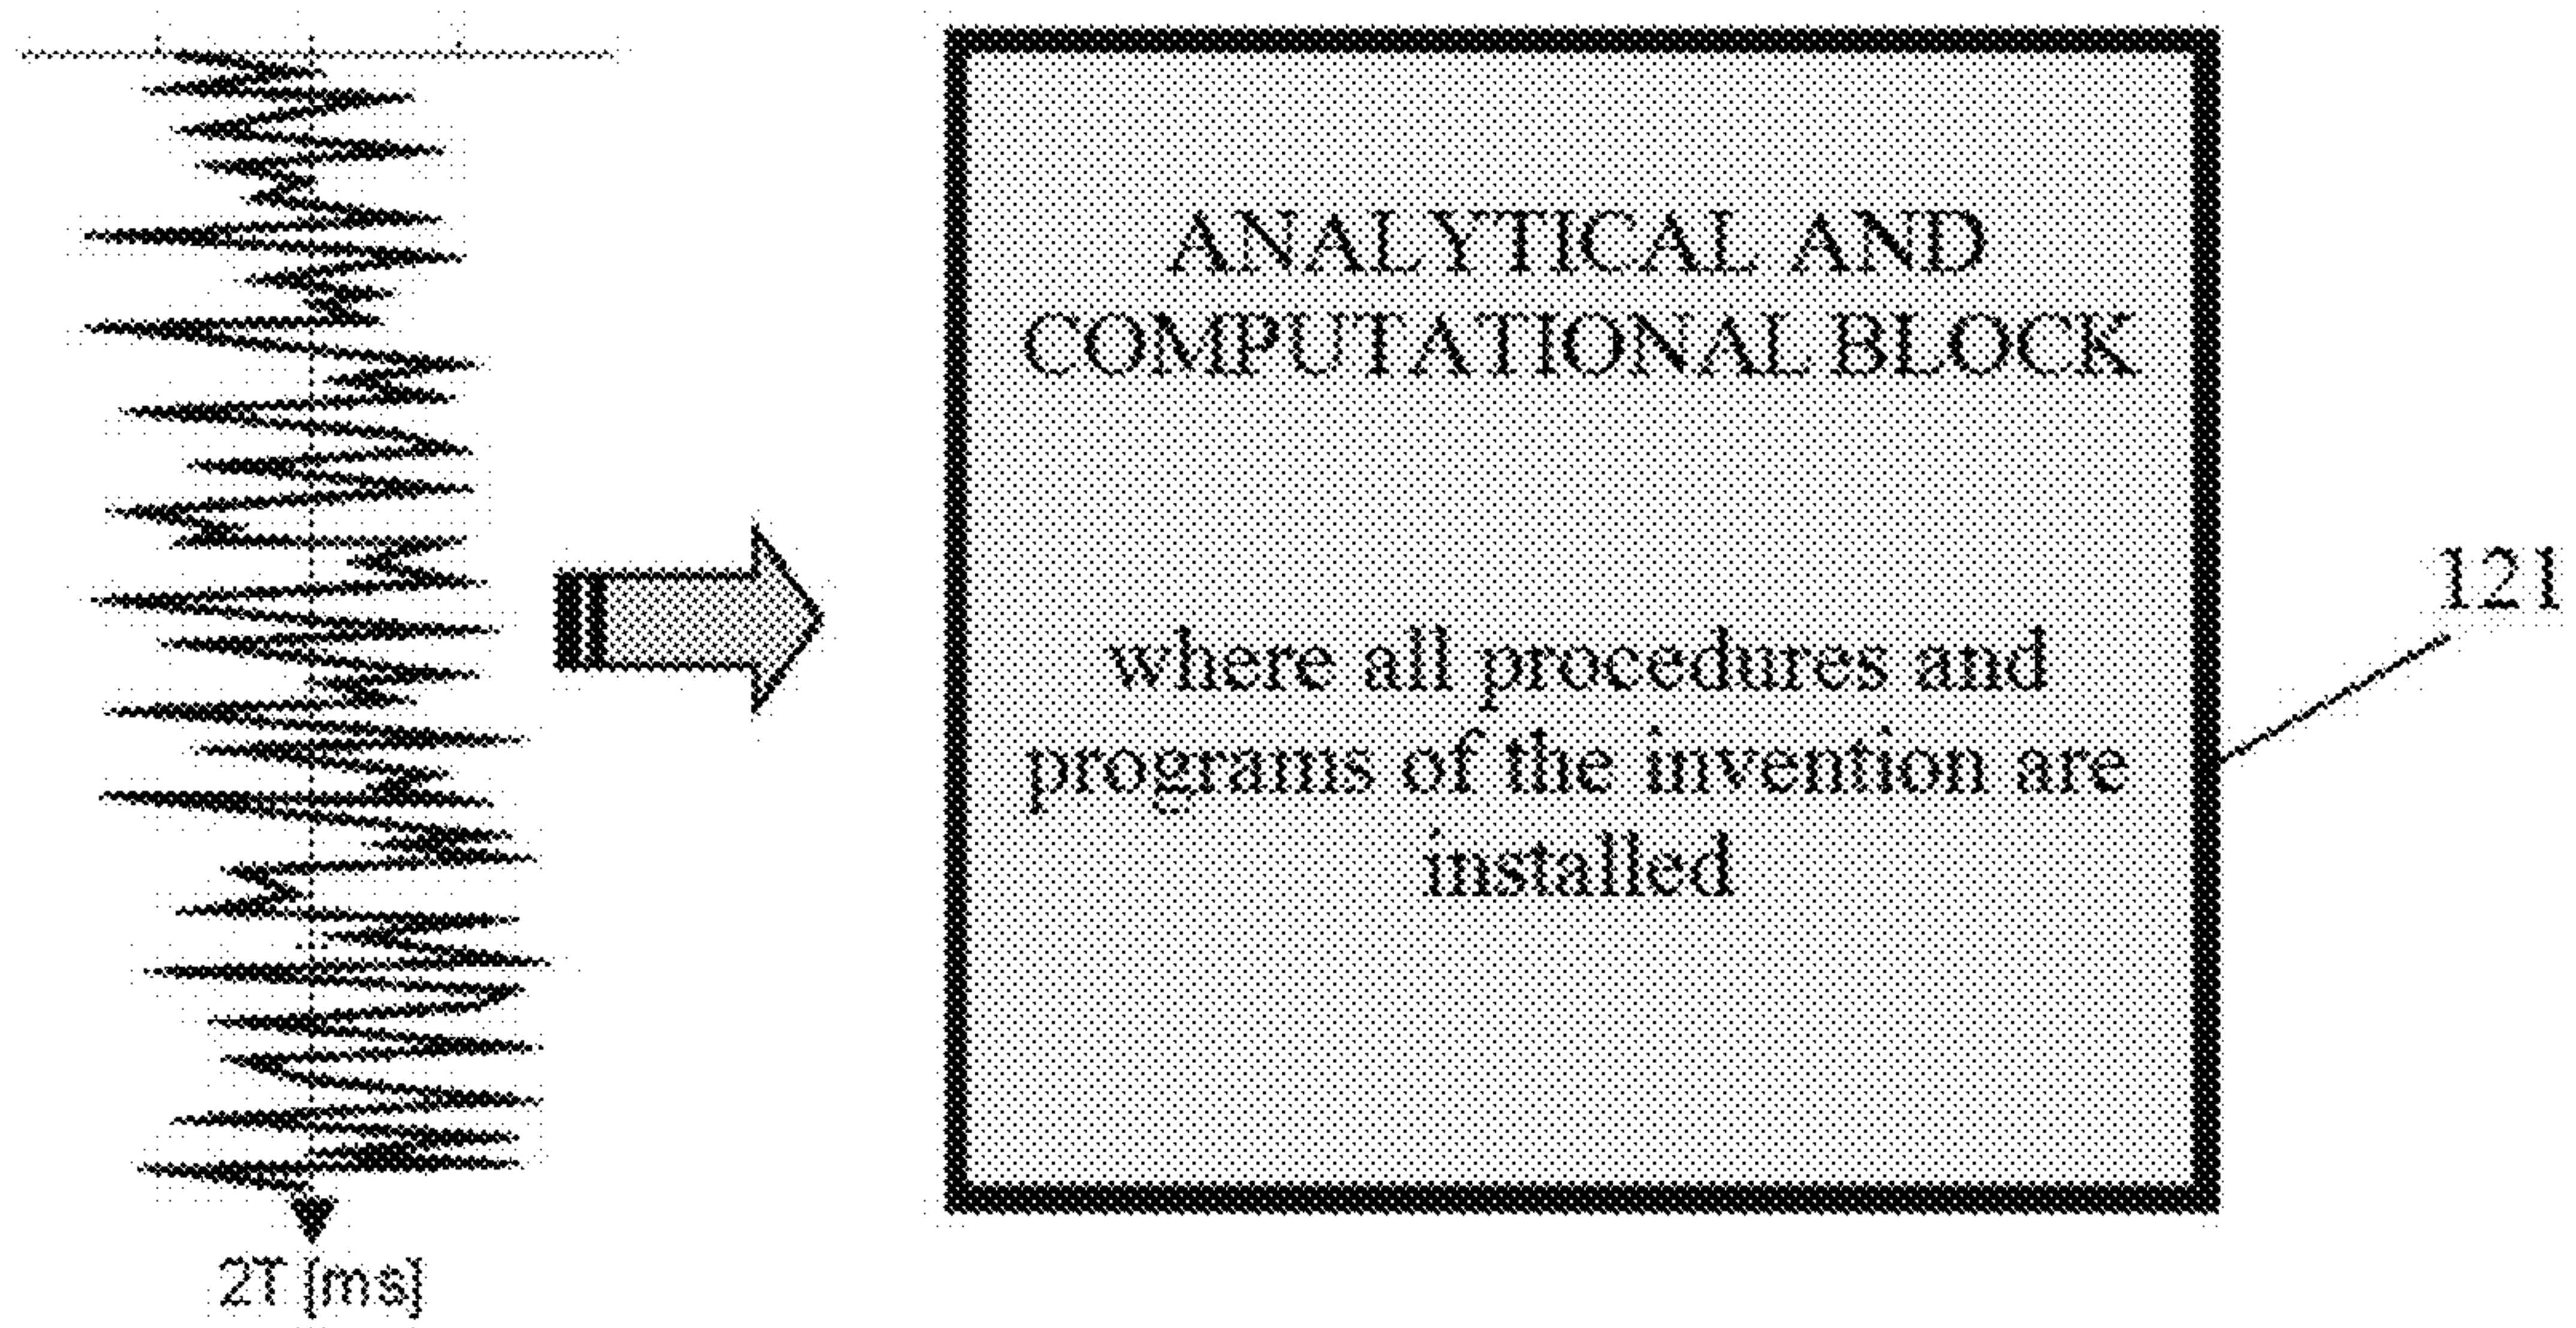 ANALYTICAL AND
COMPUTATIONAL BLOCK
where all procedures and
programs of the invention are
installed
121
2T [ms]